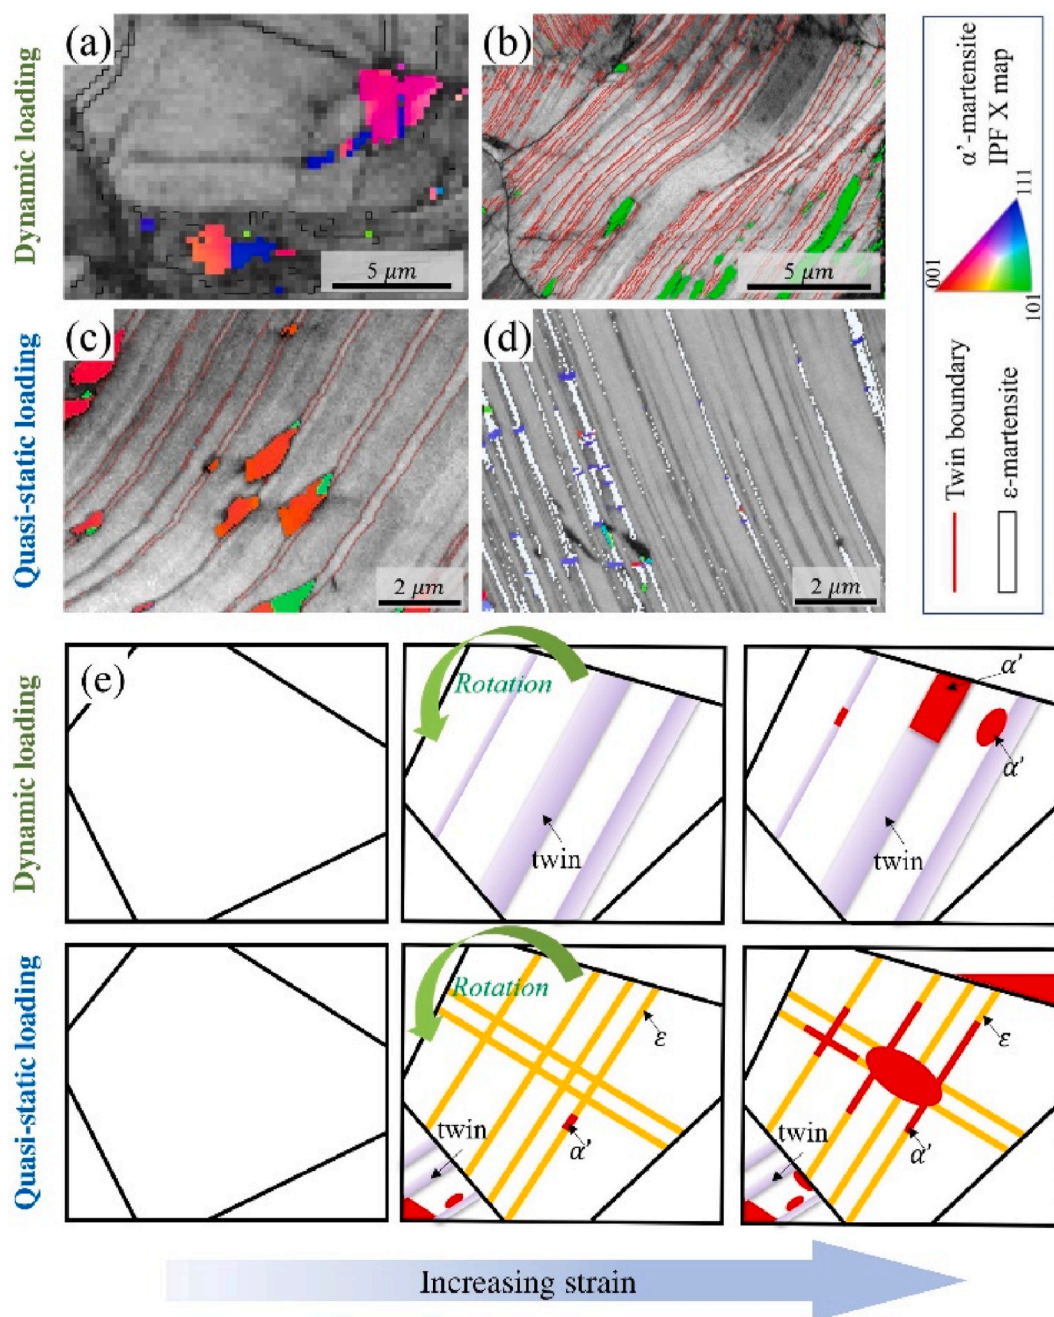 Dynamic loading
(a)
5 μm
(b)
5 μm
Quasi-static loading
(c)
2 μm
(d)
2 μm
α'-martensite
IPF X map
111
001
101
Twin boundary
ε-martensite
Dynamic loading
(e)
Rotation
twin
α'
α'
twin
Quasi-static loading
Rotation
ε
twin
α'
ε
twin
α'
Increasing strain